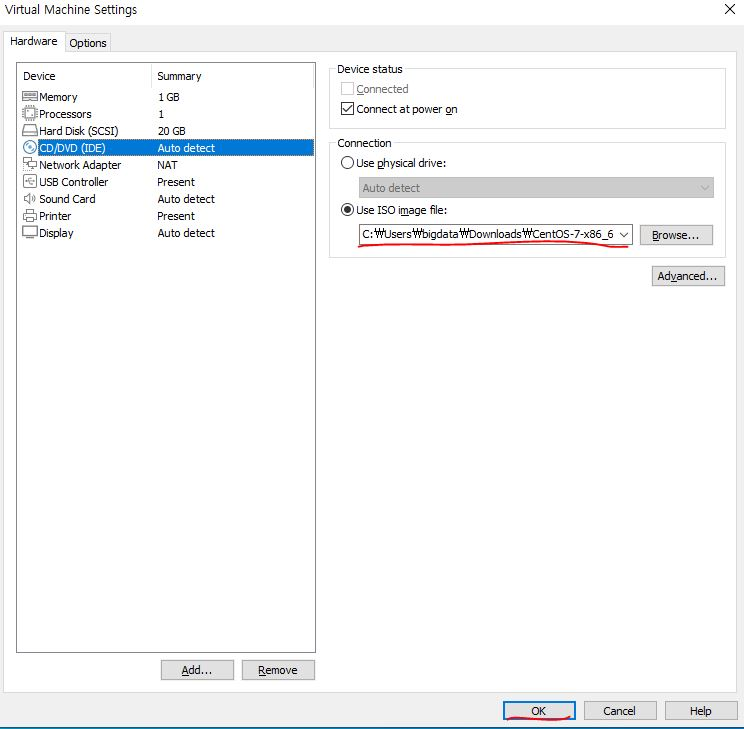 Virtual Machine Settings
Hardware Options
Device Summary
Memory 1 GB
Processors 1
Hard Disk (SCSI) 20 GB
CD/DVD (IDE) Auto detect
Network Adapter NAT
USB Controller Present
Sound Card Auto detect
Printer Present
Display Auto detect
Add... Remove
Device status
Connected
Connect at power on
Connection
Use physical drive:
Auto detect
Use ISO image file:
C:₩Users₩bigdata₩Downloads₩CentOS-7-x86_6 Browse...
Advanced...
OK Cancel Help